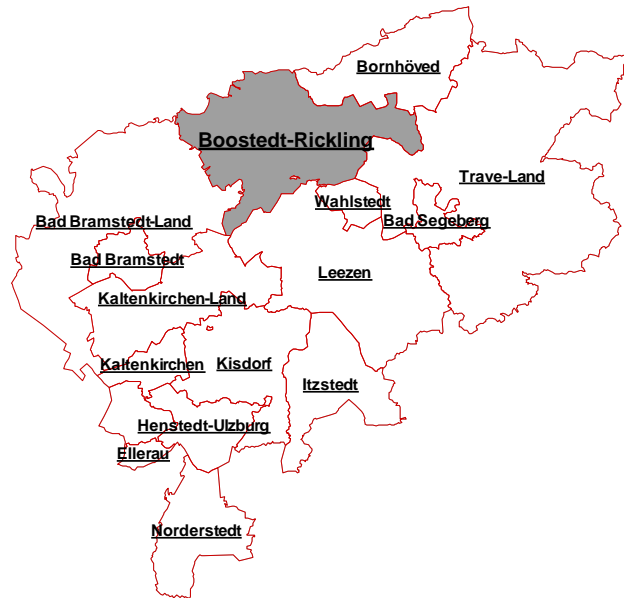 Bornhöved
Boostedt-Rickling
Trave-Land
Wahlstedt
Bad Segeberg
Bad Bramstedt-Land
Bad Bramstedt
Leezen
Kaltenkirchen-Land
Kaltenkirchen
Kisdorf
Itzstedt
Henstedt-Ulzburg
Ellerau
Norderstedt